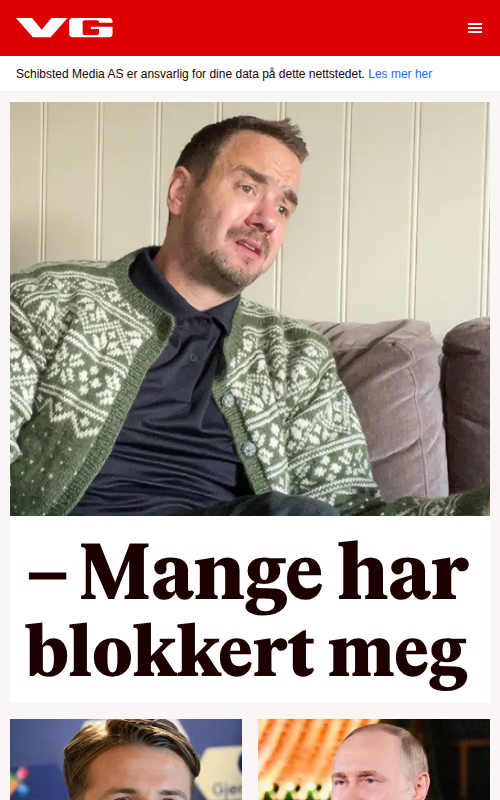 VG
Schibsted Media AS er ansvarlig for dine data på dette nettstedet. Les mer her
– Mange har
blokkert meg